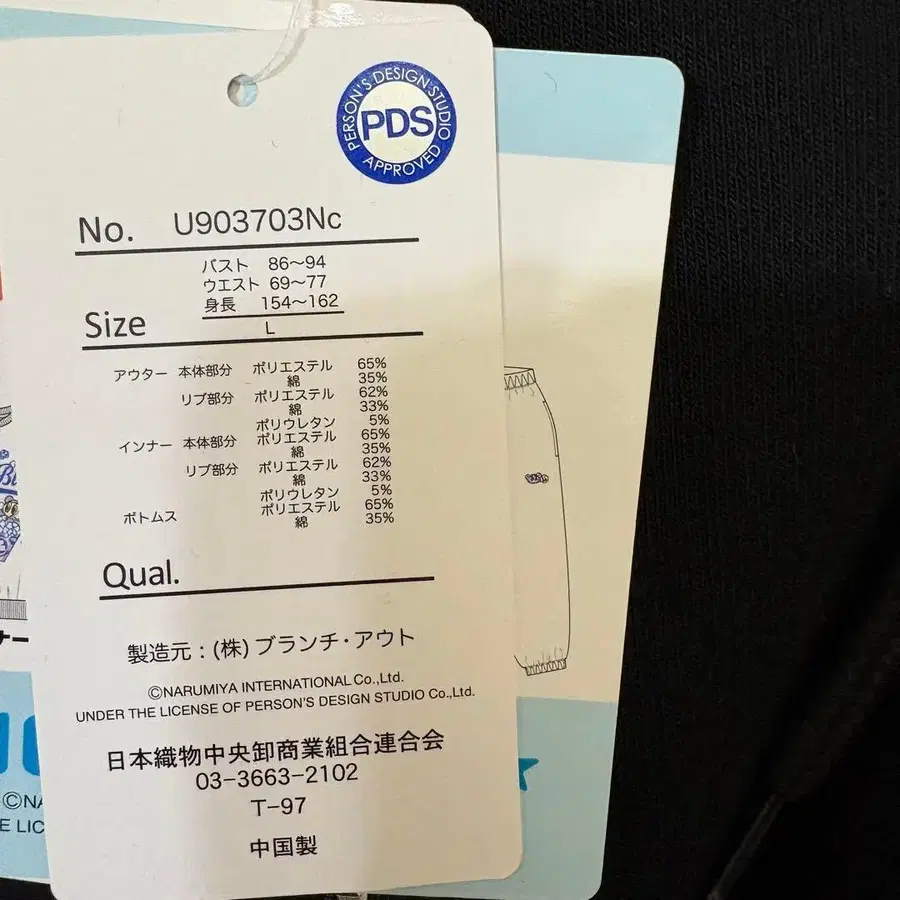 PERSON'S DESIGN STUDIO
PDS
APPROVED
No. U903703Nc
バスト 86〜94
ウエスト 69〜77
身長 154〜162
Size
L
アウター 本体部分 ポリエステル 65%
綿 35%
リブ部分 ポリエステル 62%
綿 33%
ポリウレタン 5%
インナー 本体部分 ポリエステル 65%
綿 35%
リブ部分 ポリエステル 62%
綿 33%
ポリウレタン 5%
ボトムス ポリエステル 65%
綿 35%
Qual.
製造元:(株)ブランチ・アウト
©NARUMIYA INTERNATIONAL Co.,Ltd.
UNDER THE LICENSE OF PERSON'S DESIGN STUDIO Co.,Ltd.
日本織物中央卸商業組合連合会
03-3663-2102
T-97
中国製
ナー
©NA
E LIC